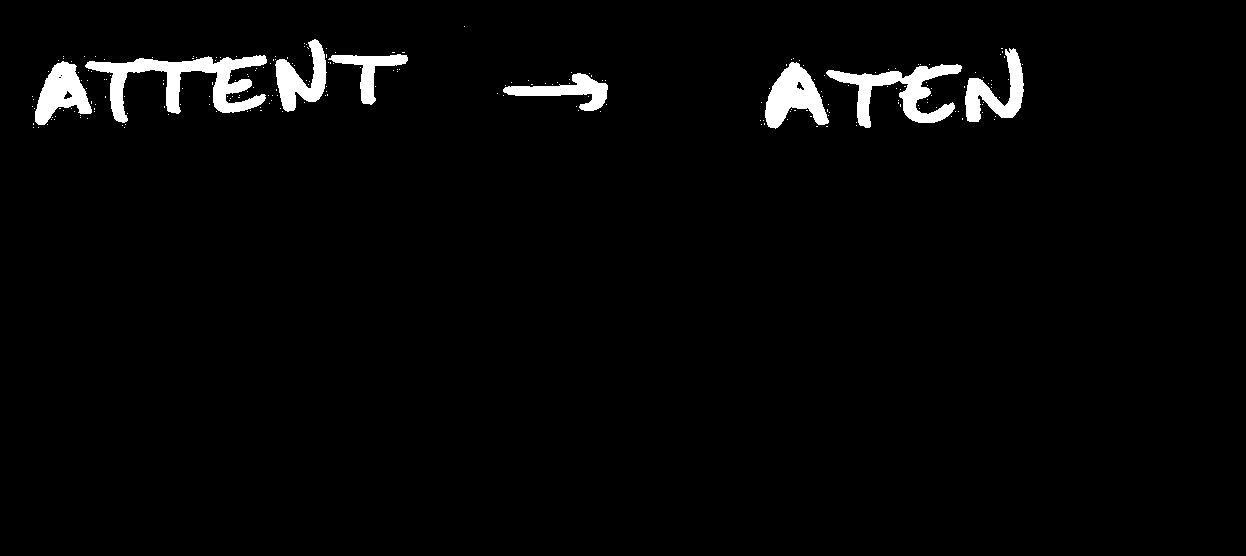 ATTENT → ATEN